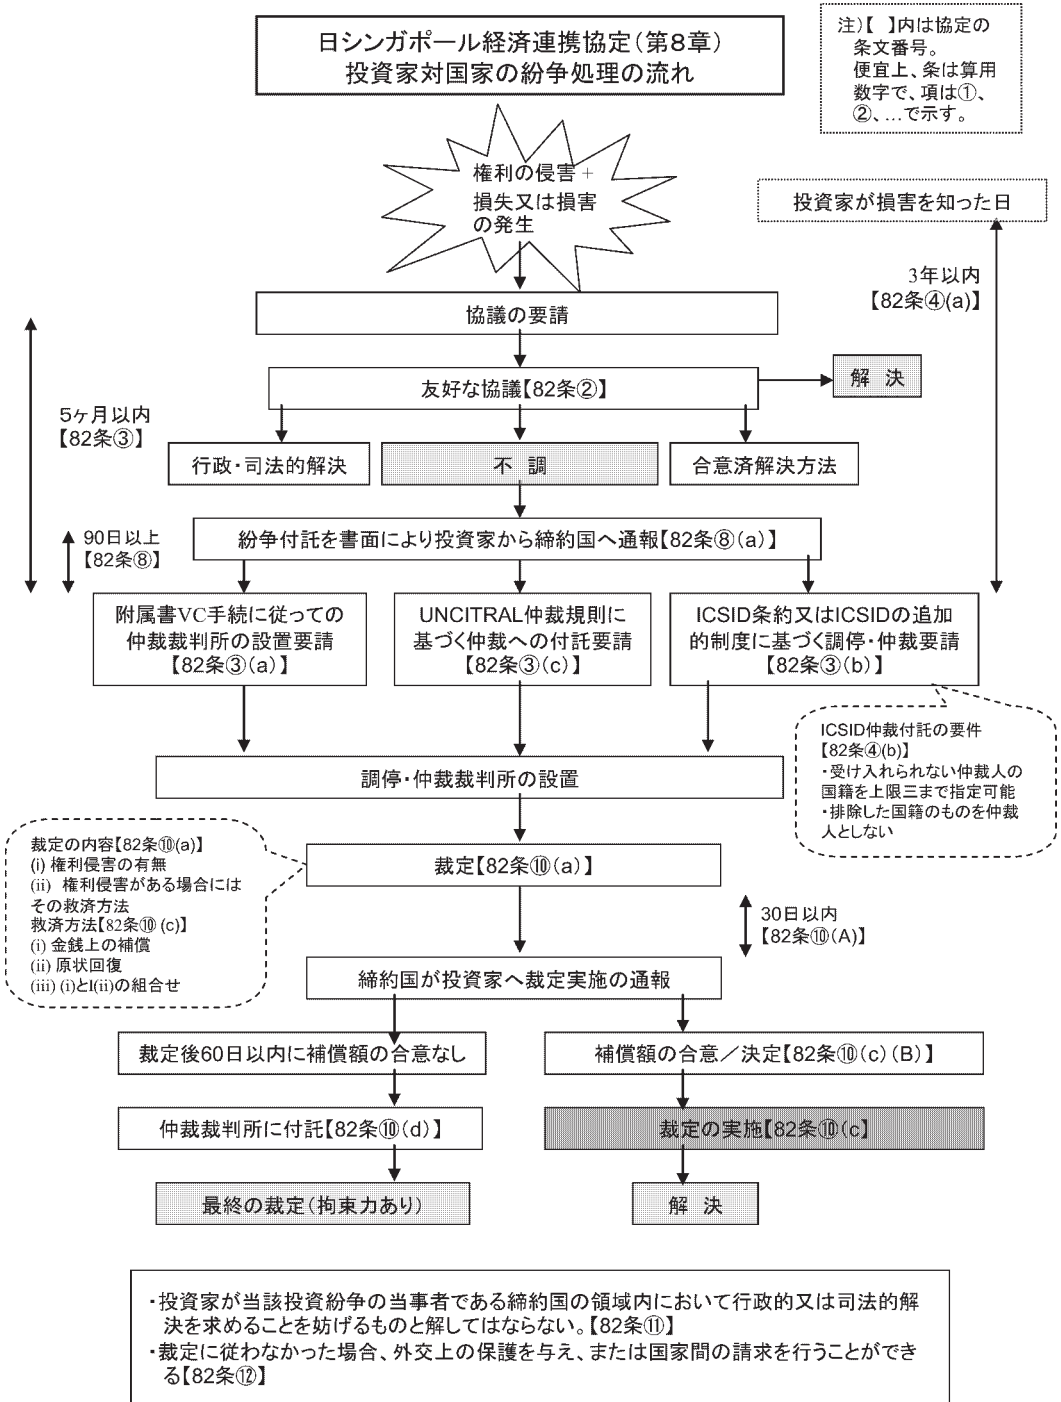 日シンガポール経済連携協定(第８章)
投資家対国家の紛争処理の流れ
注)【　】内は協定の
条文番号。
便宜上、条は算用
数字で、項は①、
②、…で示す。
権利の侵害 +
損失又は損害
の発生
投資家が損害を知った日
3年以内
【82条④(a)】
協議の要請
友好な協議【82条②】
解 決
5ヶ月以内
【82条③】
行政・司法的解決
不 調
合意済解決方法
90日以上
【82条⑧】
紛争付託を書面により投資家から締約国へ通報【82条⑧(a)】
附属書VC手続に従っての
仲裁裁判所の設置要請
【82条③(a)】
UNCITRAL仲裁規則に
基づく仲裁への付託要請
【82条③(c)】
ICSID条約又はICSIDの追加
的制度に基づく調停・仲裁要請
【82条③(b)】
ICSID仲裁付託の要件
【82条④(b)】
・受け入れられない仲裁人の
国籍を上限三まで指定可能
・排除した国籍のものを仲裁
人としない
調停・仲裁裁判所の設置
裁定の内容【82条⑩(a)】
(i) 権利侵害の有無
(ii) 権利侵害がある場合には
その救済方法
救済方法【82条⑩ (c)】
(i) 金銭上の補償
(ii) 原状回復
(iii) (i)とI(ii)の組合せ
裁定【82条⑩(a)】
30日以内
【82条⑩(A)】
締約国が投資家へ裁定実施の通報
裁定後60日以内に補償額の合意なし
補償額の合意／決定【82条⑩(c)(B)】
仲裁裁判所に付託【82条⑩(d)】
裁定の実施【82条⑩(c】
最終の裁定(拘束力あり)
解 決
・投資家が当該投資紛争の当事者である締約国の領域内において行政的又は司法的解
決を求めることを妨げるものと解してはならない。【82条⑪】
・裁定に従わなかった場合、外交上の保護を与え、または国家間の請求を行うことができ
る【82条⑫】